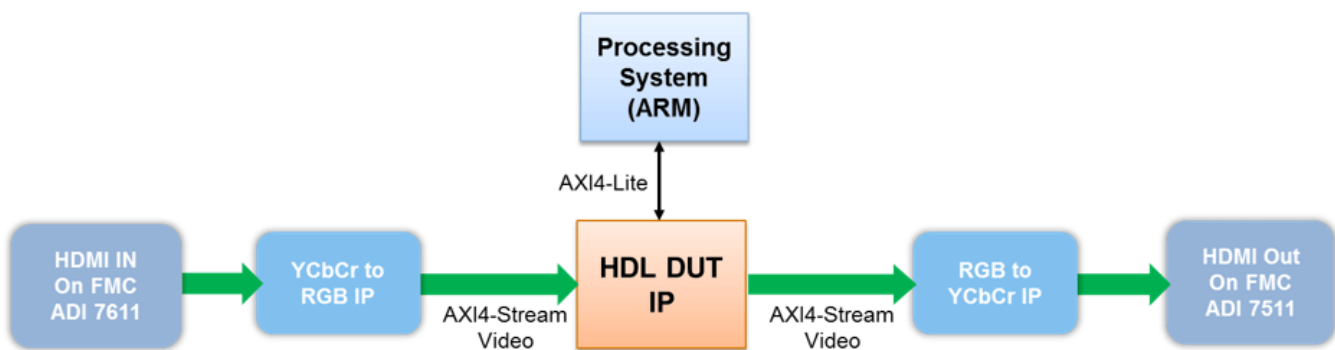 Processing
System
(ARM)
AXI4-Lite
HDMI IN
On FMC
ADI 7611
YCbCr to
RGB IP
AXI4-Stream
Video
HDL DUT
IP
AXI4-Stream
Video
RGB to
YCbCr IP
HDMI Out
On FMC
ADI 7511